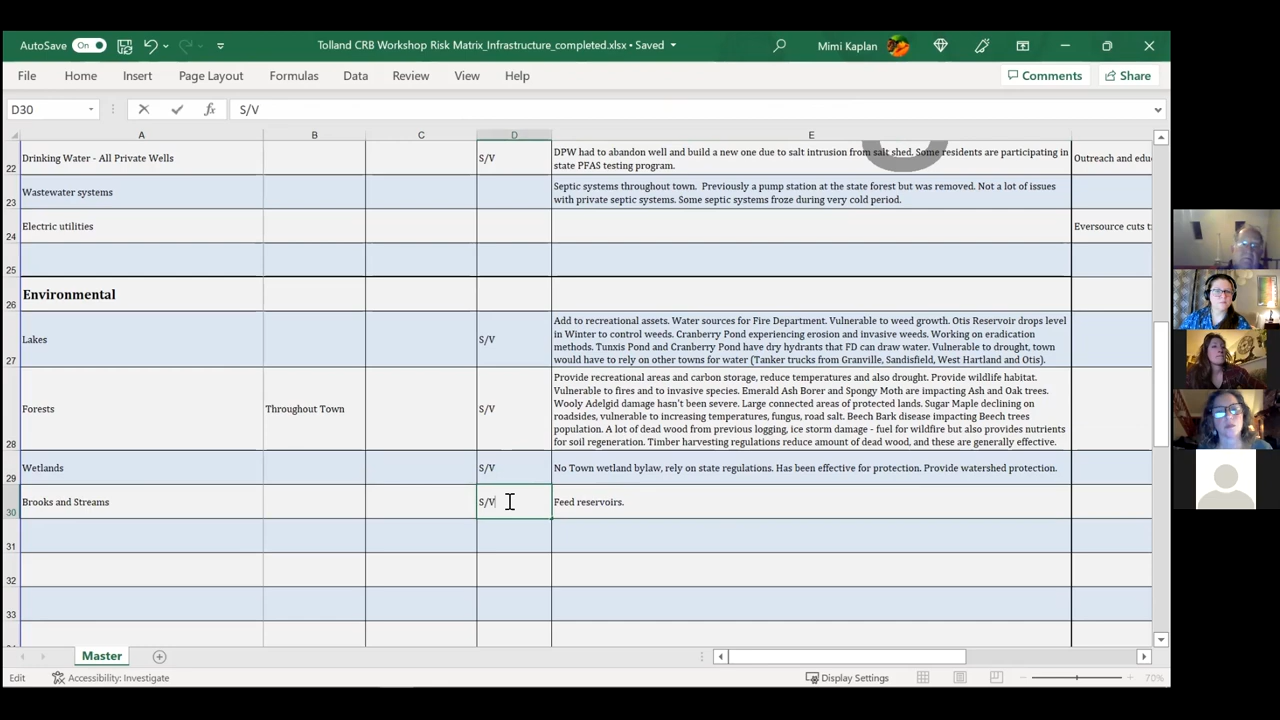 AutoSave On Tolland CRB Workshop Risk Matrix_Infrastructure_completed.xlsx • Saved Mimi Kaplan
File Home Insert Page Layout Formulas Data Review View Help Comments Share
D30 fx S/V
A B C D E
22 Drinking Water - All Private Wells S/V DPW had to abandon well and build a new one due to salt intrusion from salt shed. Some residents are participating in
state PFAS testing program. Outreach and edu
23 Wastewater systems Septic systems throughout town. Previously a pump station at the state forest but was removed. Not a lot of issues
with private septic systems. Some septic systems froze during very cold period.
24 Electric utilities Eversource cuts t
25
26 Environmental
27 Lakes S/V Add to recreational assets. Water sources for Fire Department. Vulnerable to weed growth. Otis Reservoir drops level
in Winter to control weeds. Cranberry Pond experiencing erosion and invasive weeds. Working on eradication
methods. Tunxis Pond and Cranberry Pond have dry hydrants that FD can draw water. Vulnerable to drought, town
would have to rely on other towns for water (Tanker trucks from Granville, Sandisfield, West Hartland and Otis).
28 Forests Throughout Town S/V Provide recreational areas and carbon storage, reduce temperatures and also drought. Provide wildlife habitat.
Vulnerable to fires and to invasive species. Emerald Ash Borer and Spongy Moth are impacting Ash and Oak trees.
Wooly Adelgid damage hasn't been severe. Large connected areas of protected lands. Sugar Maple declining on
roadsides, vulnerable to increasing temperatures, fungus, road salt. Beech Bark disease impacting Beech trees
population. A lot of dead wood from previous logging, ice storm damage - fuel for wildfire but also provides nutrients
for soil regeneration. Timber harvesting regulations reduce amount of dead wood, and these are generally effective.
29 Wetlands S/V No Town wetland bylaw, rely on state regulations. Has been effective for protection. Provide watershed protection.
30 Brooks and Streams S/V Feed reservoirs.
31
32
33
Master
Edit Accessibility: Investigate Display Settings 70%